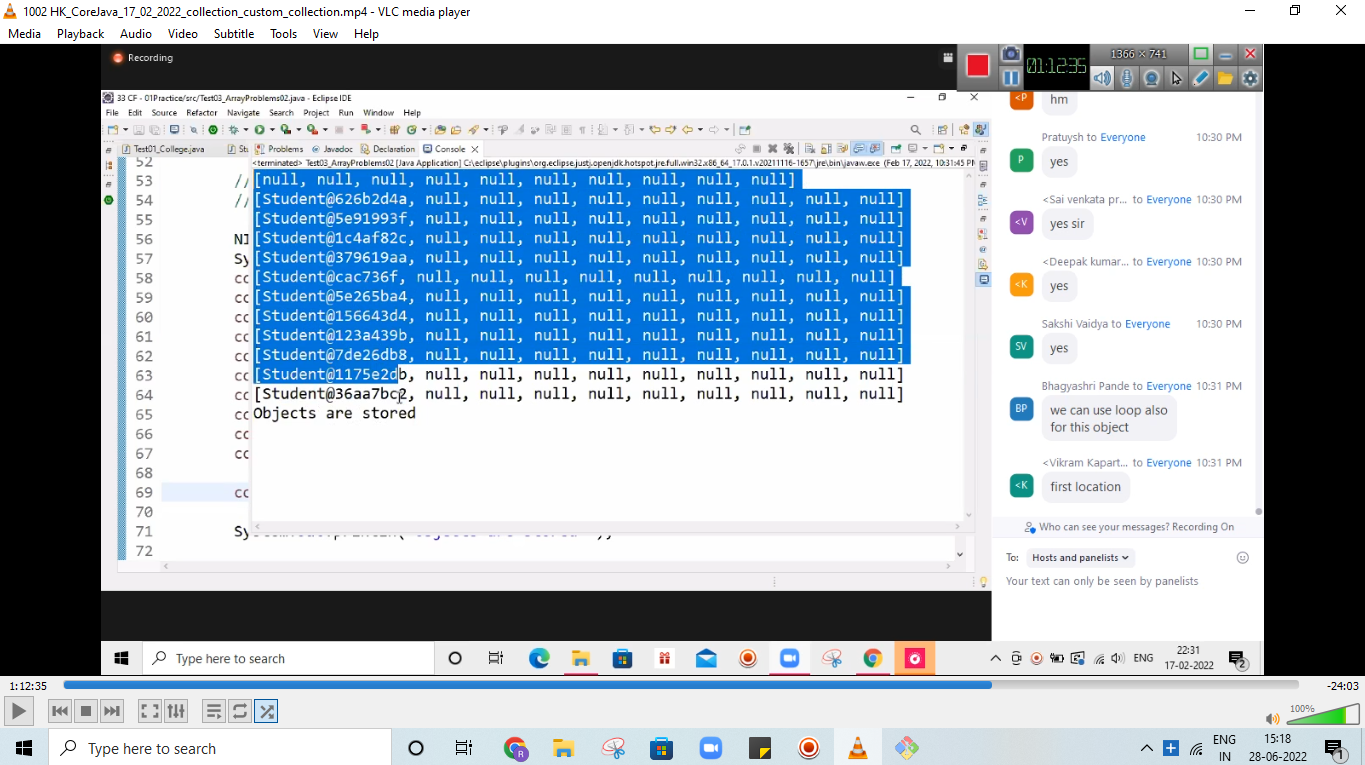 1002 HK_CoreJava_17_02_2022_collection_custom_collection.mp4 - VLC media player
Media Playback Audio Video Subtitle Tools View Help
Recording
01:12:35
1366 × 741
33 CF - 01Practice/src/Test03_ArrayProblems02.java - Eclipse IDE
File Edit Source Refactor Navigate Search Project Run Window Help
Test01_College.java
Problems Javadoc Declaration Console
<terminated> Test03_ArrayProblems02 [Java Application] C:\eclipse\plugins\org.eclipse.justj.openjdk.hotspot.jre.full.win32.x86_64_17.0.1.v20211116-1657\jre\bin\javaw.exe (Feb 17, 2022, 10:31:45 PM
52
53 //
54 //
55
56
57 Sy
58 co
59 co
60 co
61 co
62 co
63 co
64 co
65 co
66 co
67 co
68
69 co
70
71
72
[null, null, null, null, null, null, null, null, null, null]
[Student@626b2d4a, null, null, null, null, null, null, null, null, null]
[Student@5e91993f, null, null, null, null, null, null, null, null, null]
[Student@1c4af82c, null, null, null, null, null, null, null, null, null]
[Student@379619aa, null, null, null, null, null, null, null, null, null]
[Student@cac736f, null, null, null, null, null, null, null, null, null]
[Student@5e265ba4, null, null, null, null, null, null, null, null, null]
[Student@156643d4, null, null, null, null, null, null, null, null, null]
[Student@123a439b, null, null, null, null, null, null, null, null, null]
[Student@7de26db8, null, null, null, null, null, null, null, null, null]
[Student@1175e2db, null, null, null, null, null, null, null, null, null]
[Student@36aa7bc2, null, null, null, null, null, null, null, null, null]
Objects are stored
<P hm
Pratuysh to Everyone 10:30 PM
P yes
<Sai venkata pr... to Everyone 10:30 PM
<V yes sir
<Deepak kumar... to Everyone 10:30 PM
<K yes
Sakshi Vaidya to Everyone 10:30 PM
SV yes
Bhagyashri Pande to Everyone 10:31 PM
BP we can use loop also
for this object
<Vikram Kapart... to Everyone 10:31 PM
<K first location
Who can see your messages? Recording On
To: Hosts and panelists
Your text can only be seen by panelists
Type here to search
ENG
22:31
17-02-2022
2
1:12:35
-24:03
100%
Type here to search
R
ENG
IN
15:18
28-06-2022
1